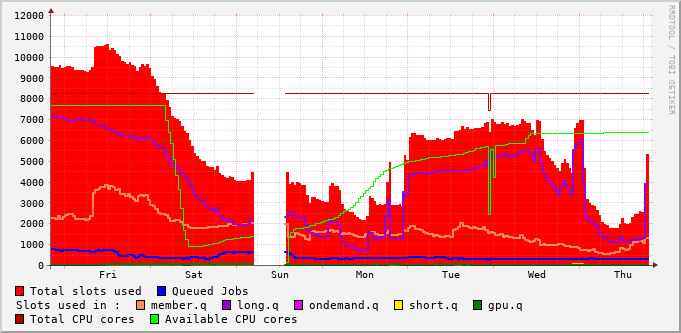 12000
11000
10000
9000
8000
7000
6000
5000
4000
3000
2000
1000
0
Fri Sat Sun Mon Tue Wed Thu
Total slots used Queued Jobs
Slots used in : member.q long.q ondemand.q short.q gpu.q
Total CPU cores Available CPU cores
RRDTOOL / TOBI OETIKER